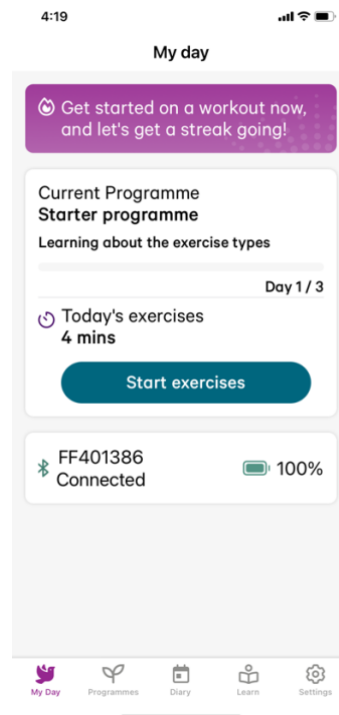 4:19
My day
Get started on a workout now,
and let's get a streak going!
Current Programme
Starter programme
Learning about the exercise types
Day 1 / 3
Today's exercises
4 mins
Start exercises
FF401386
Connected
100%
My Day
Programmes
Diary
Learn
Settings